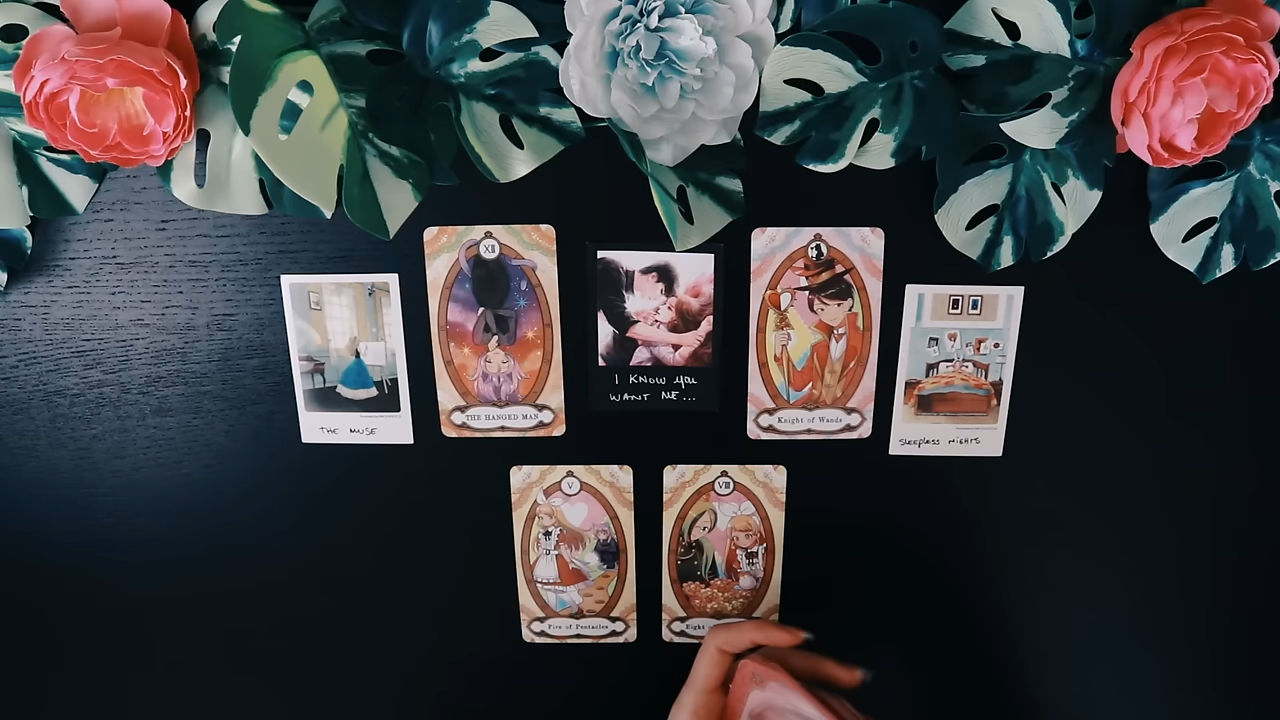 XII
THE HANGED MAN
THE MUSE
I KNOW YOU
WANT ME...
Knight of Wands
SLEEPLESS NIGHTS
V
Five of Pentacles
VIII
Eight